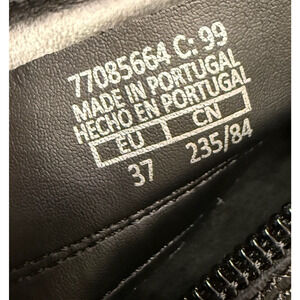 77085664 C: 99
MADE IN PORTUGAL
HECHO EN PORTUGAL
EU CN
37 235/84